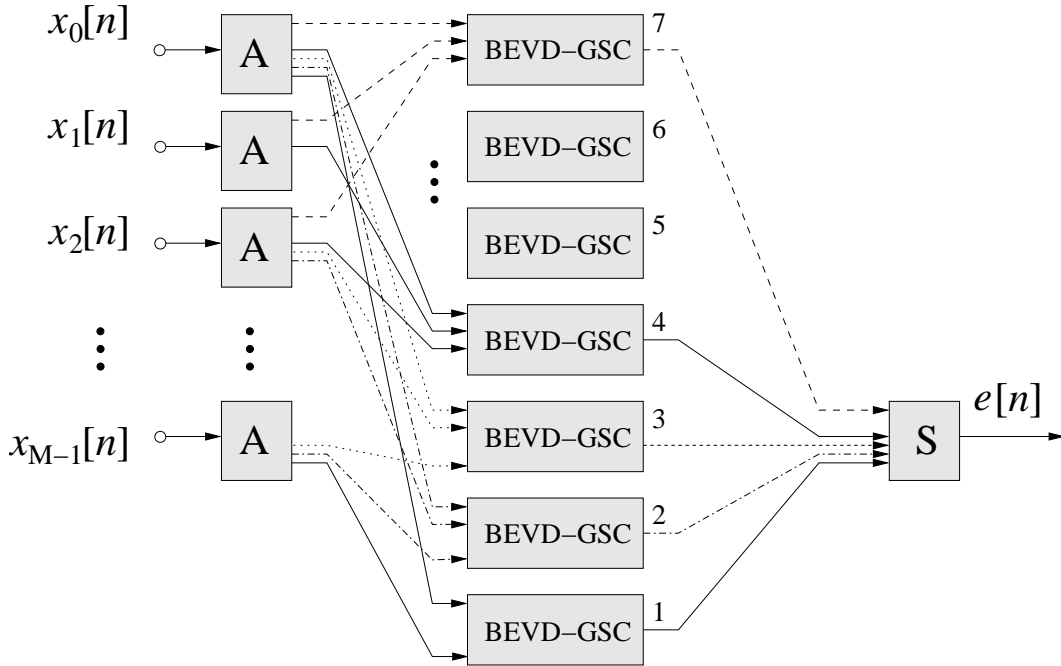 x₀[n]
A
BEVD−GSC 7
x₁[n]
A
BEVD−GSC 6
x₂[n]
A
BEVD−GSC 5
BEVD−GSC 4
x_M−1[n]
A
BEVD−GSC 3
S
e[n]
BEVD−GSC 2
BEVD−GSC 1